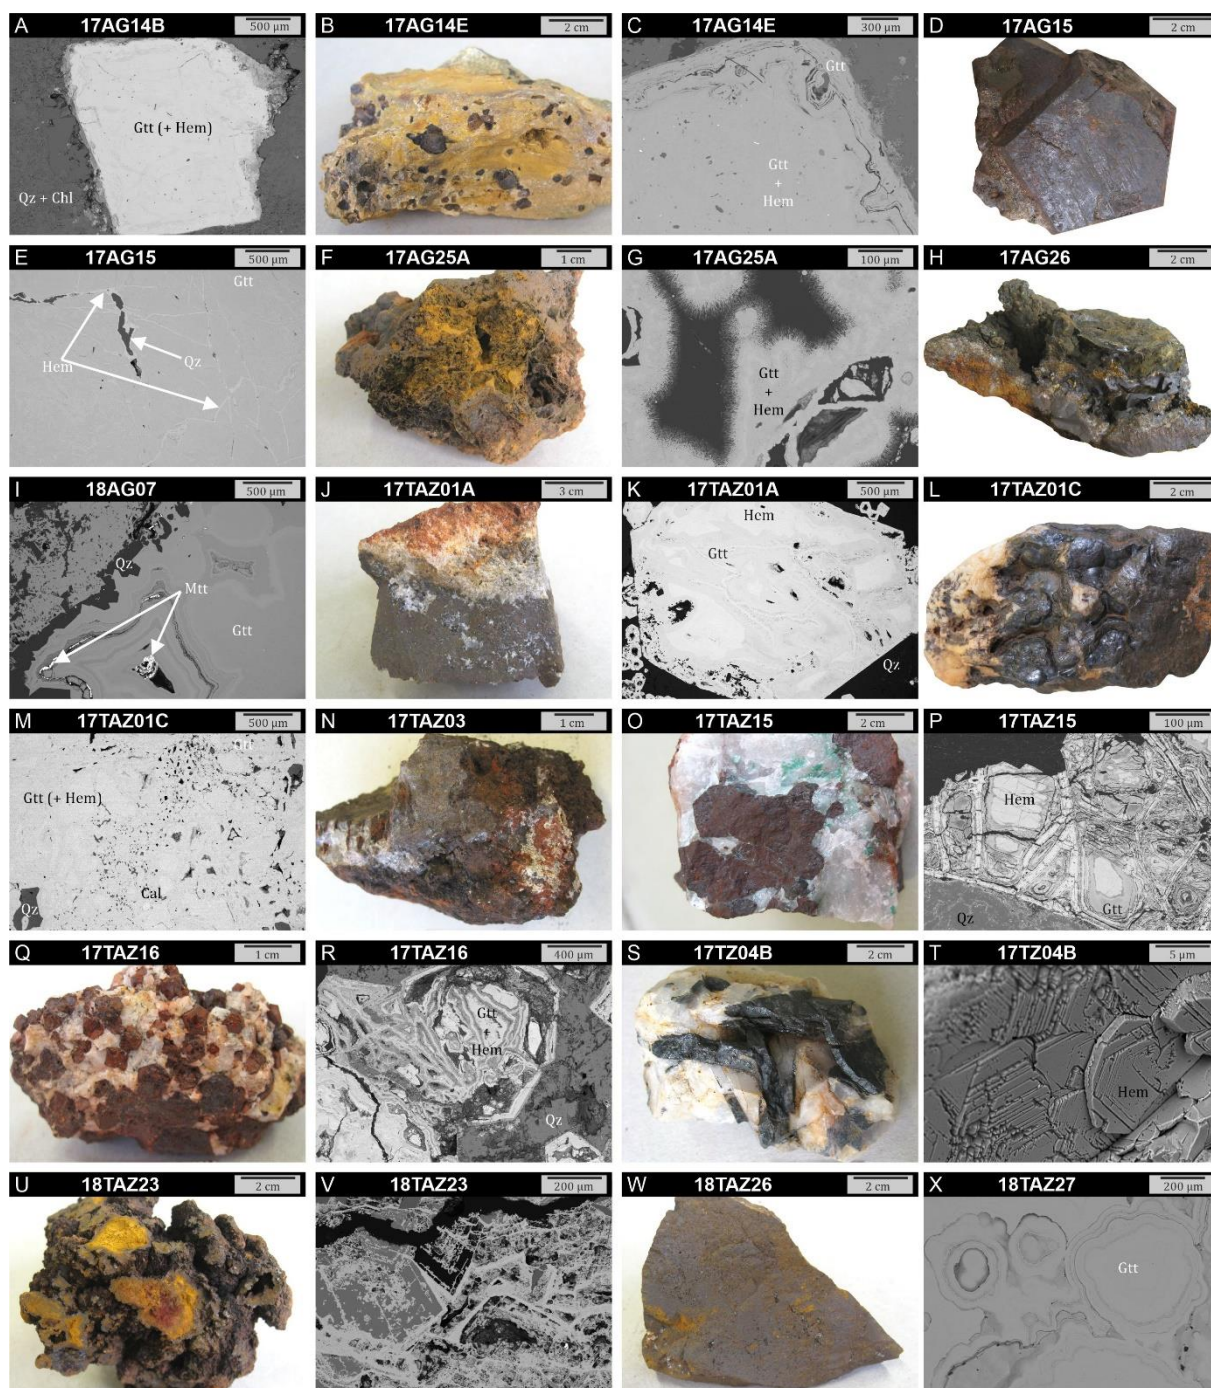 A 17AG14B 500 µm
Gtt (+ Hem)
Qz + Chl
B 17AG14E 2 cm
C 17AG14E 300 µm
Gtt
Gtt
+
Hem
D 17AG15 2 cm
E 17AG15 500 µm
Gtt
Hem
Qz
F 17AG25A 1 cm
G 17AG25A 100 µm
Gtt
+
Hem
H 17AG26 2 cm
I 18AG07 500 µm
Qz
Mtt
Gtt
J 17TAZ01A 3 cm
K 17TAZ01A 500 µm
Hem
Gtt
Qz
L 17TAZ01C 2 cm
M 17TAZ01C 500 µm
Gtt (+ Hem)
Cal
Qz
N 17TAZ03 1 cm
O 17TAZ15 2 cm
P 17TAZ15 100 µm
Hem
Gtt
Qz
Q 17TAZ16 1 cm
R 17TAZ16 400 µm
Gtt
+
Hem
Qz
S 17TZ04B 2 cm
T 17TZ04B 5 µm
Hem
U 18TAZ23 2 cm
V 18TAZ23 200 µm
W 18TAZ26 2 cm
X 18TAZ27 200 µm
Gtt